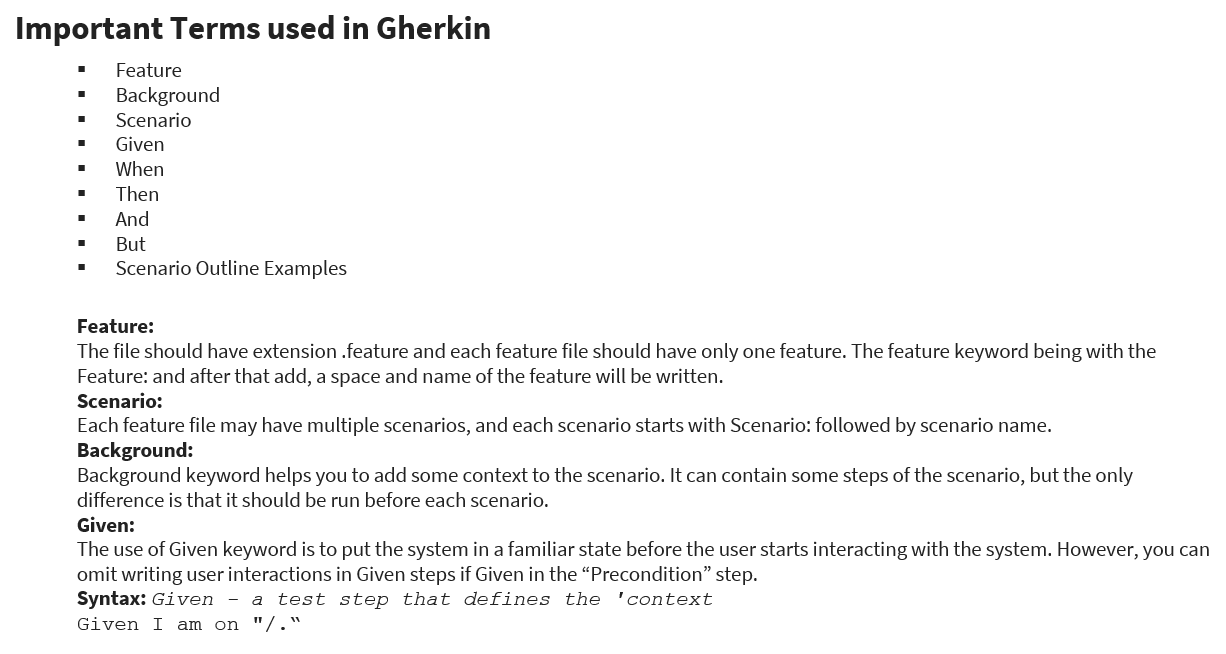 Important Terms used in Gherkin
▪ Feature
▪ Background
▪ Scenario
▪ Given
▪ When
▪ Then
▪ And
▪ But
▪ Scenario Outline Examples
Feature:
The file should have extension .feature and each feature file should have only one feature. The feature keyword being with the
Feature: and after that add, a space and name of the feature will be written.
Scenario:
Each feature file may have multiple scenarios, and each scenario starts with Scenario: followed by scenario name.
Background:
Background keyword helps you to add some context to the scenario. It can contain some steps of the scenario, but the only
difference is that it should be run before each scenario.
Given:
The use of Given keyword is to put the system in a familiar state before the user starts interacting with the system. However, you can
omit writing user interactions in Given steps if Given in the “Precondition” step.
Syntax: Given - a test step that defines the 'context
Given I am on "/.“